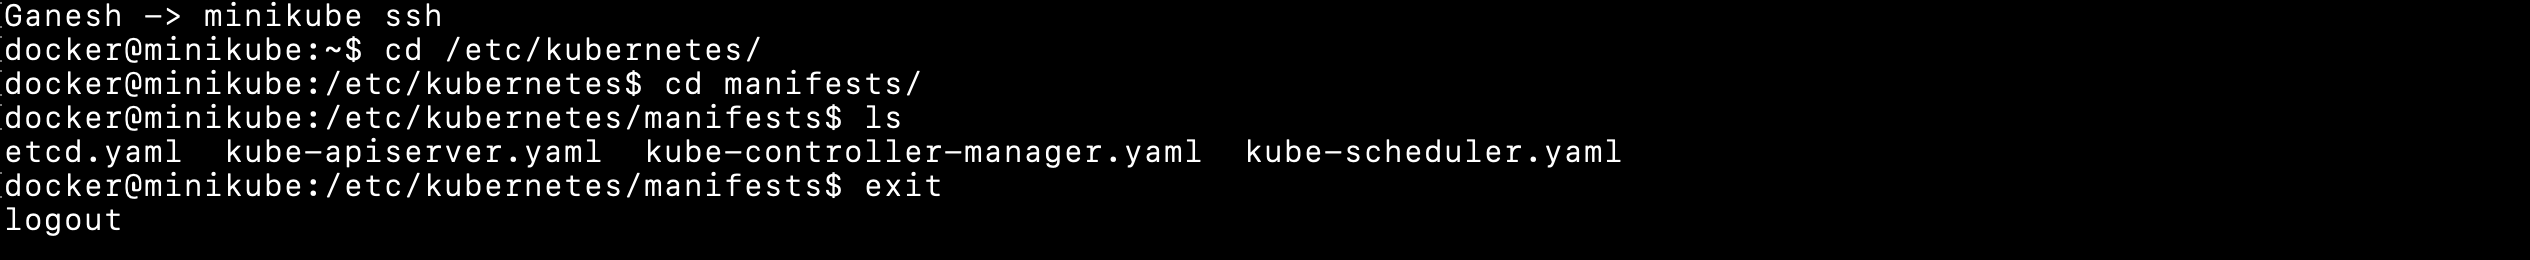 Ganesh -> minikube ssh
docker@minikube:~$ cd /etc/kubernetes/
docker@minikube:/etc/kubernetes$ cd manifests/
docker@minikube:/etc/kubernetes/manifests$ ls
etcd.yaml  kube-apiserver.yaml  kube-controller-manager.yaml  kube-scheduler.yaml
docker@minikube:/etc/kubernetes/manifests$ exit
logout